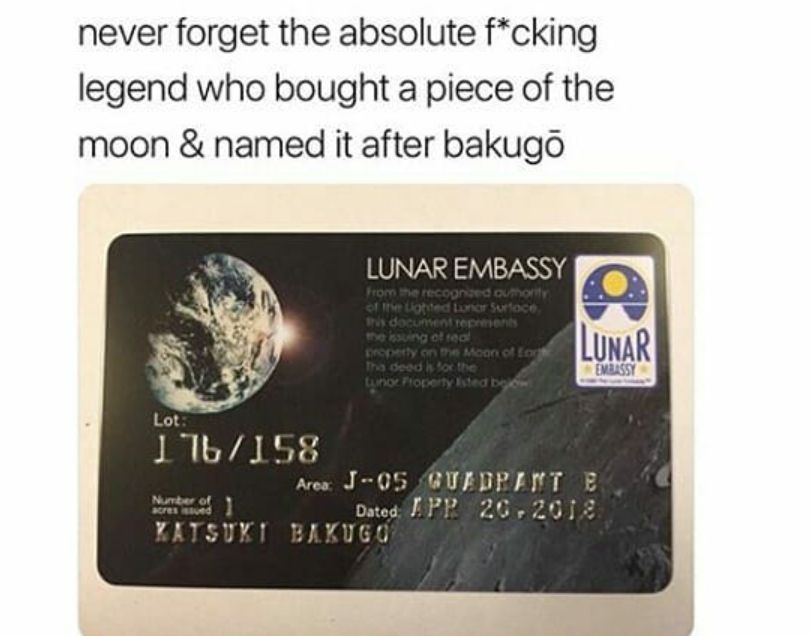 never forget the absolute f*cking
legend who bought a piece of the
moon & named it after bakugō
LUNAR EMBASSY
From the recognized authority
of the Lighted Lunar Surface,
this document represents
the issuing of real
property on the Moon of Earth
This deed is for the
Lunar Property listed below
LUNAR
EMBASSY
Lot:
176/158
Area: J-05 QUADRANT
Number of
acres issued 1
Dated: APR 20, 2018
KATSUKI BAKUGO